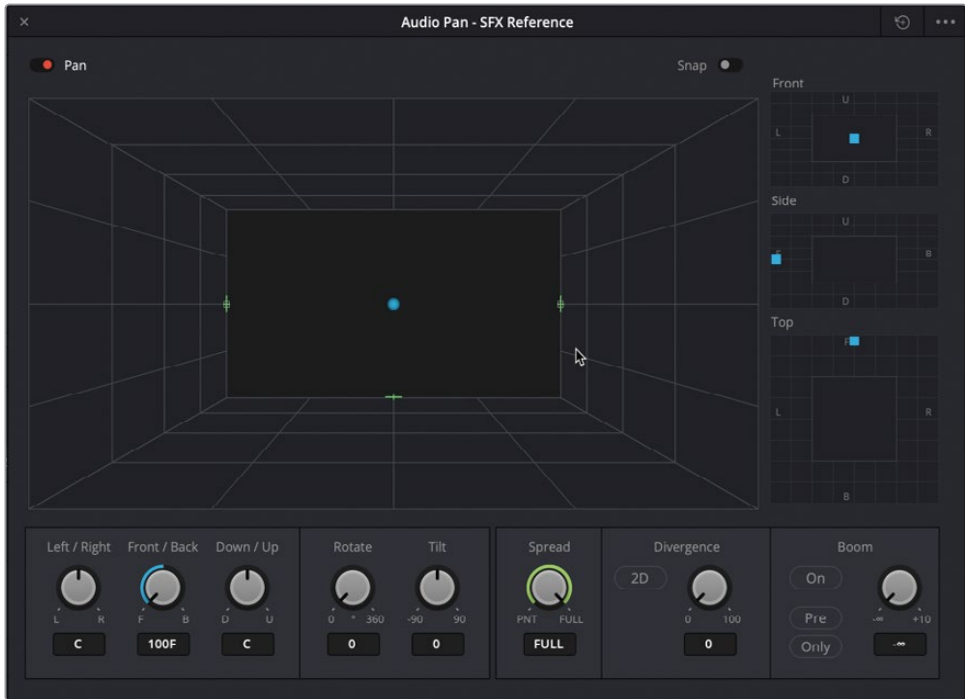 Audio Pan - SFX Reference
Pan
Snap
Front
U
L R
D
Side
U
F B
D
Top
F
L R
B
Left / Right Front / Back Down / Up Rotate Tilt Spread Divergence Boom
2D On
L R F B D U 0 ° 360 -90 90 PNT FULL 0 100 -∞ +10
Pre
C 100F C 0 0 FULL 0 -∞
Only